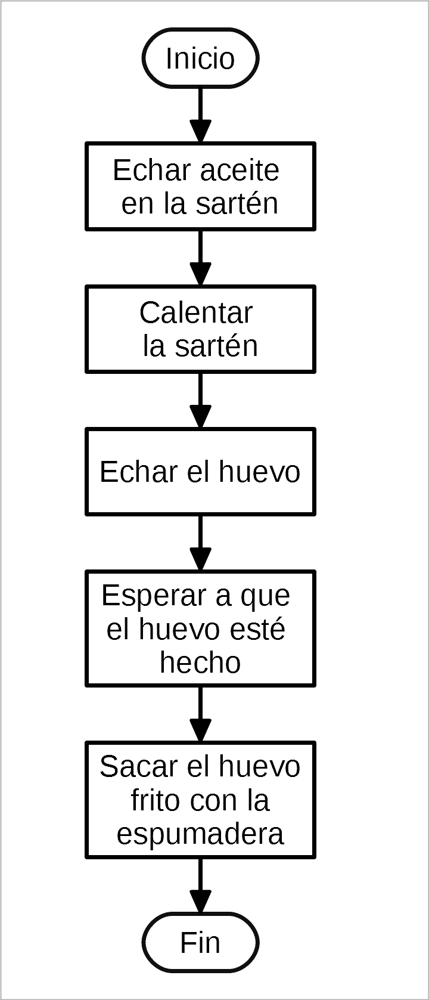 Inicio
Echar aceite
en la sartén
Calentar
la sartén
Echar el huevo
Esperar a que
el huevo esté
hecho
Sacar el huevo
frito con la
espumadera
Fin